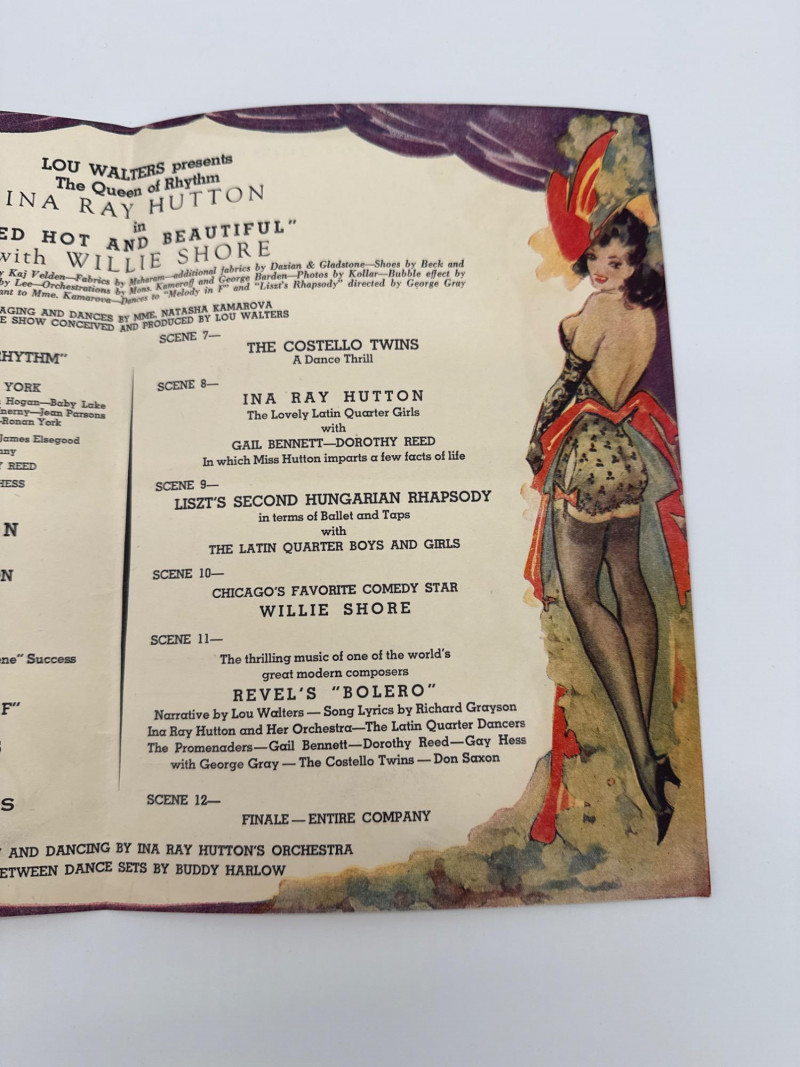 LOU WALTERS presents
The Queen of Rhythm
INA RAY HUTTON
in
ED HOT AND BEAUTIFUL"
with WILLIE SHORE
y Kaj Velden—Fabrics by Maharam—additional fabrics by Dazian & Gladstone—Shoes by Beck and
by Lee—Orchestrations by Mons. Kameroff and George Barden—Photos by Kollar—Bubble effect by
ant to Mme. Kamarova—Dances to "Melody in F" and "Liszt's Rhapsody" directed by George Gray
AGING AND DANCES BY MME. NATASHA KAMAROVA
E SHOW CONCEIVED AND PRODUCED BY LOU WALTERS
RHYTHM"
YORK
Hogan—Baby Lake
nerny—Jean Parsons
—Ronan York
James Elsegood
nny
Y REED
HESS
N
N
ne" Success
F"
S
SCENE 7—
THE COSTELLO TWINS
A Dance Thrill
SCENE 8—
INA RAY HUTTON
The Lovely Latin Quarter Girls
with
GAIL BENNETT—DOROTHY REED
In which Miss Hutton imparts a few facts of life
SCENE 9—
LISZT'S SECOND HUNGARIAN RHAPSODY
in terms of Ballet and Taps
with
THE LATIN QUARTER BOYS AND GIRLS
SCENE 10—
CHICAGO'S FAVORITE COMEDY STAR
WILLIE SHORE
SCENE 11—
The thrilling music of one of the world's
great modern composers
REVEL'S "BOLERO"
Narrative by Lou Walters — Song Lyrics by Richard Grayson
Ina Ray Hutton and Her Orchestra—The Latin Quarter Dancers
The Promenaders—Gail Bennett—Dorothy Reed—Gay Hess
with George Gray — The Costello Twins — Don Saxon
SCENE 12—
FINALE — ENTIRE COMPANY
AND DANCING BY INA RAY HUTTON'S ORCHESTRA
ETWEEN DANCE SETS BY BUDDY HARLOW